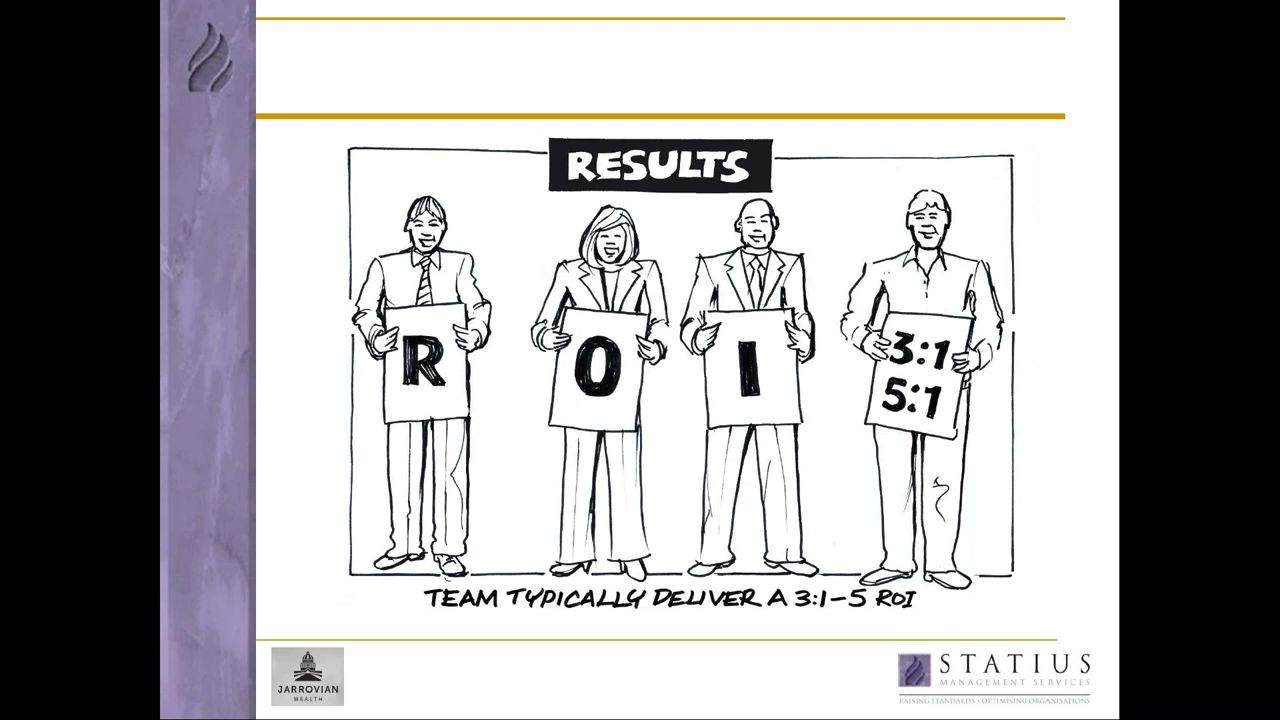 RESULTS
R
O
I
3:1
5:1
TEAM TYPICALLY DELIVER A 3:1-5 ROI
JARROVIAN
WEALTH
STATIUS
MANAGEMENT SERVICES
RAISING STANDARDS • OPTIMISING ORGANISATIONS